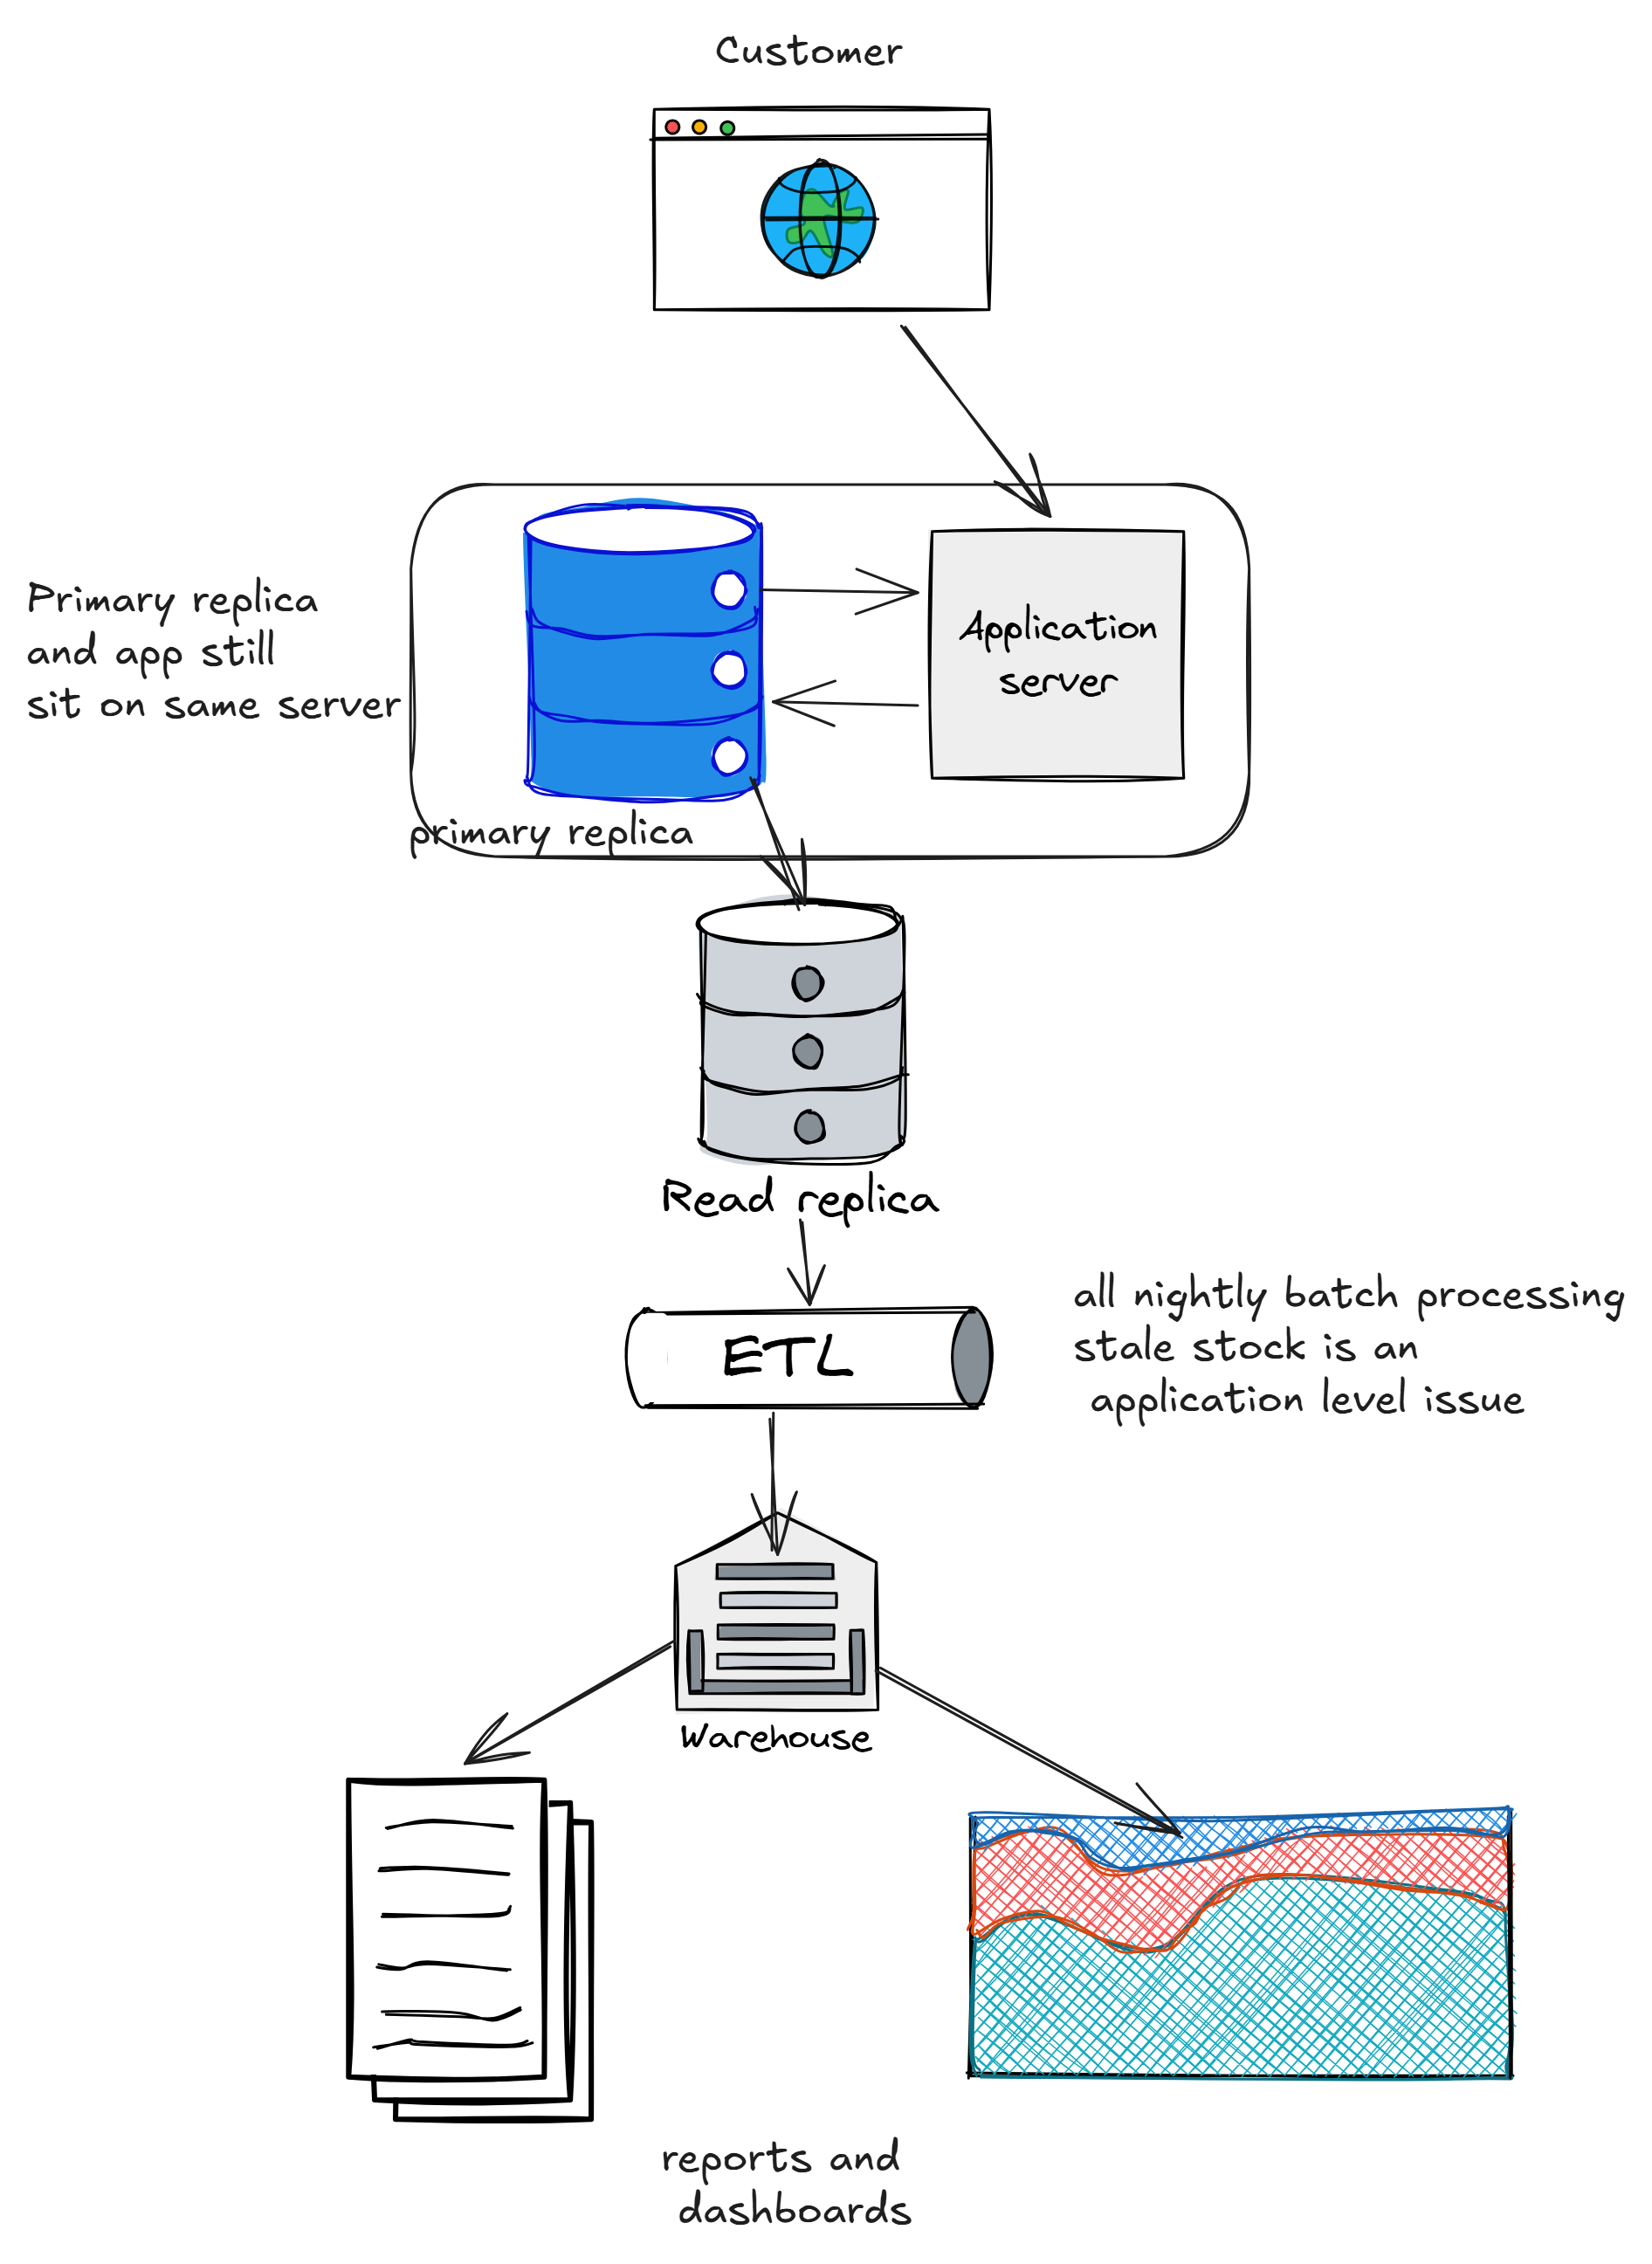 Customer
Primary replica
and app still
sit on same server
Application
server
primary replica
Read replica
ETL
all nightly batch processing
stale stock is an
application level issue
Warehouse
reports and
dashboards